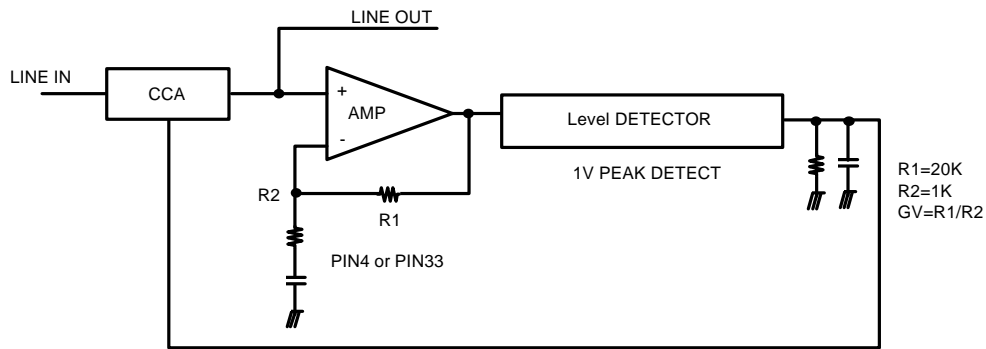 LINE OUT
LINE IN
CCA
+
AMP
-
Level DETECTOR
1V PEAK DETECT
R1=20K
R2=1K
GV=R1/R2
R2
R1
PIN4 or PIN33